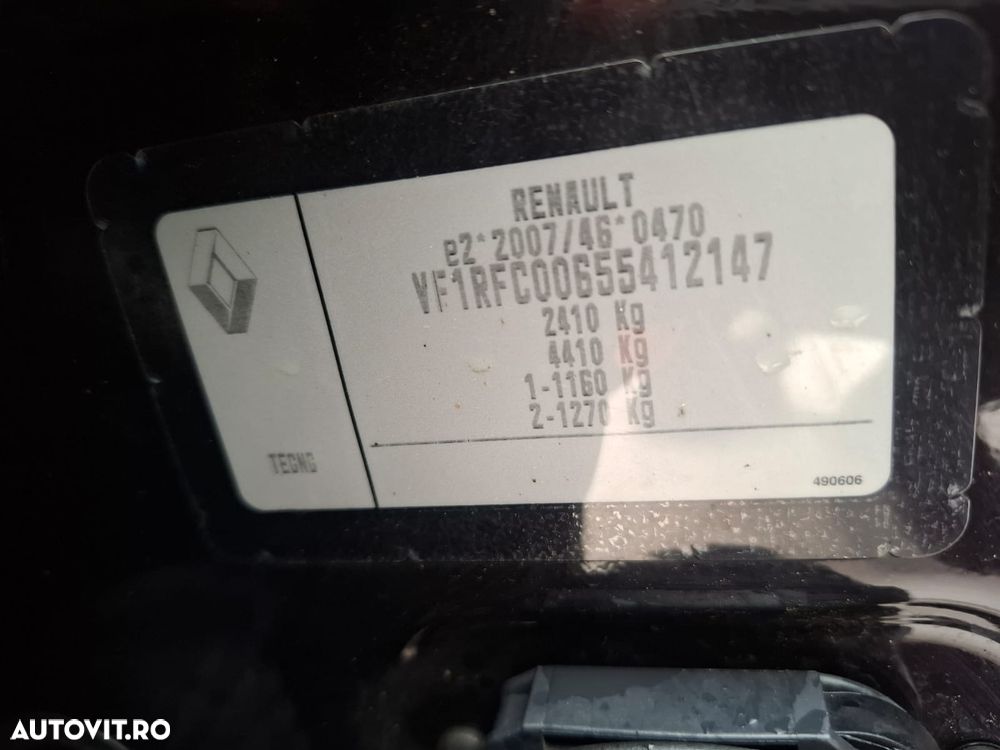 RENAULT
e2*2007/46*0470
VF1RFC00655412147
2410 Kg
4410 Kg
1-1160 Kg
2-1270 Kg
TECNG
490606
AUTOVIT.RO